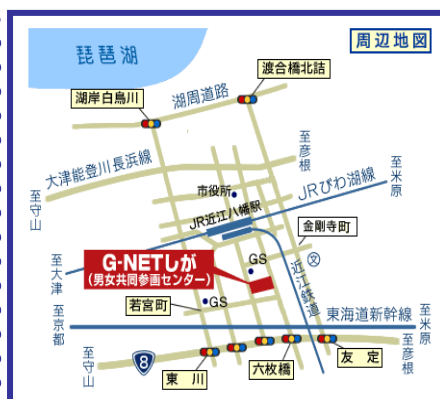 周辺地図
琵琶湖
渡合橋北詰
湖岸白鳥川
湖周道路
大津能登川長浜線
至彦根
至守山
市役所
JRびわ湖線
至米原
JR近江八幡駅
金剛寺町
G-NETしが
(男女共同参画センター)
GS
文
近江鉄道
至大津
至京都
若宮町
GS
東海道新幹線
至米原
至彦根
至守山
8
東川
六枚橋
友定